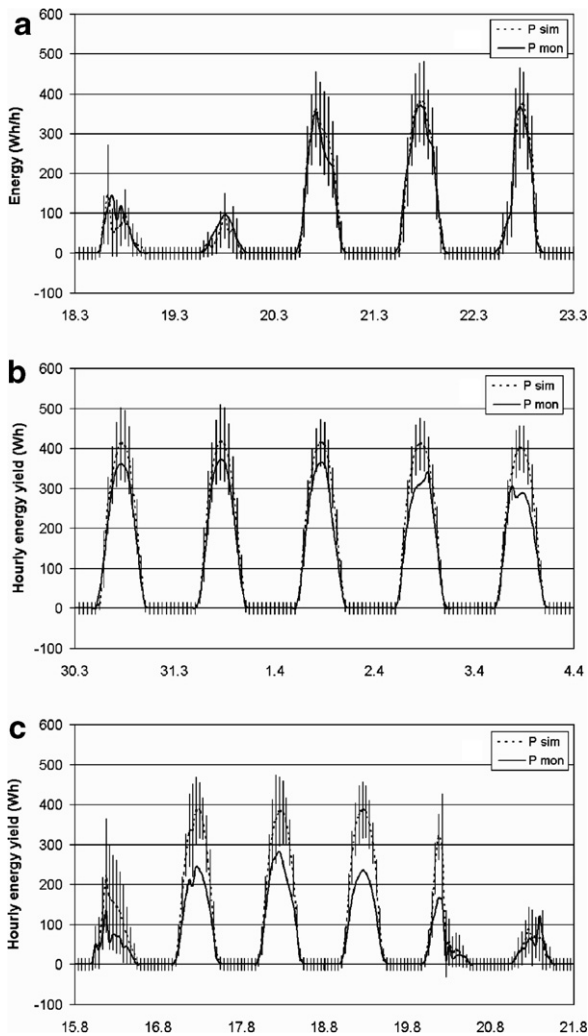 a
600
500
400
300
200
100
0
-100
Energy (Wh/h)
P sim
P mon
18.3 19.3 20.3 21.3 22.3 23.3
b
600
500
400
300
200
100
0
-100
Hourly energy yield (Wh)
P sim
P mon
30.3 31.3 1.4 2.4 3.4 4.4
c
600
500
400
300
200
100
0
-100
Hourly energy yield (Wh)
P sim
P mon
15.8 16.8 17.8 18.8 19.8 20.8 21.8